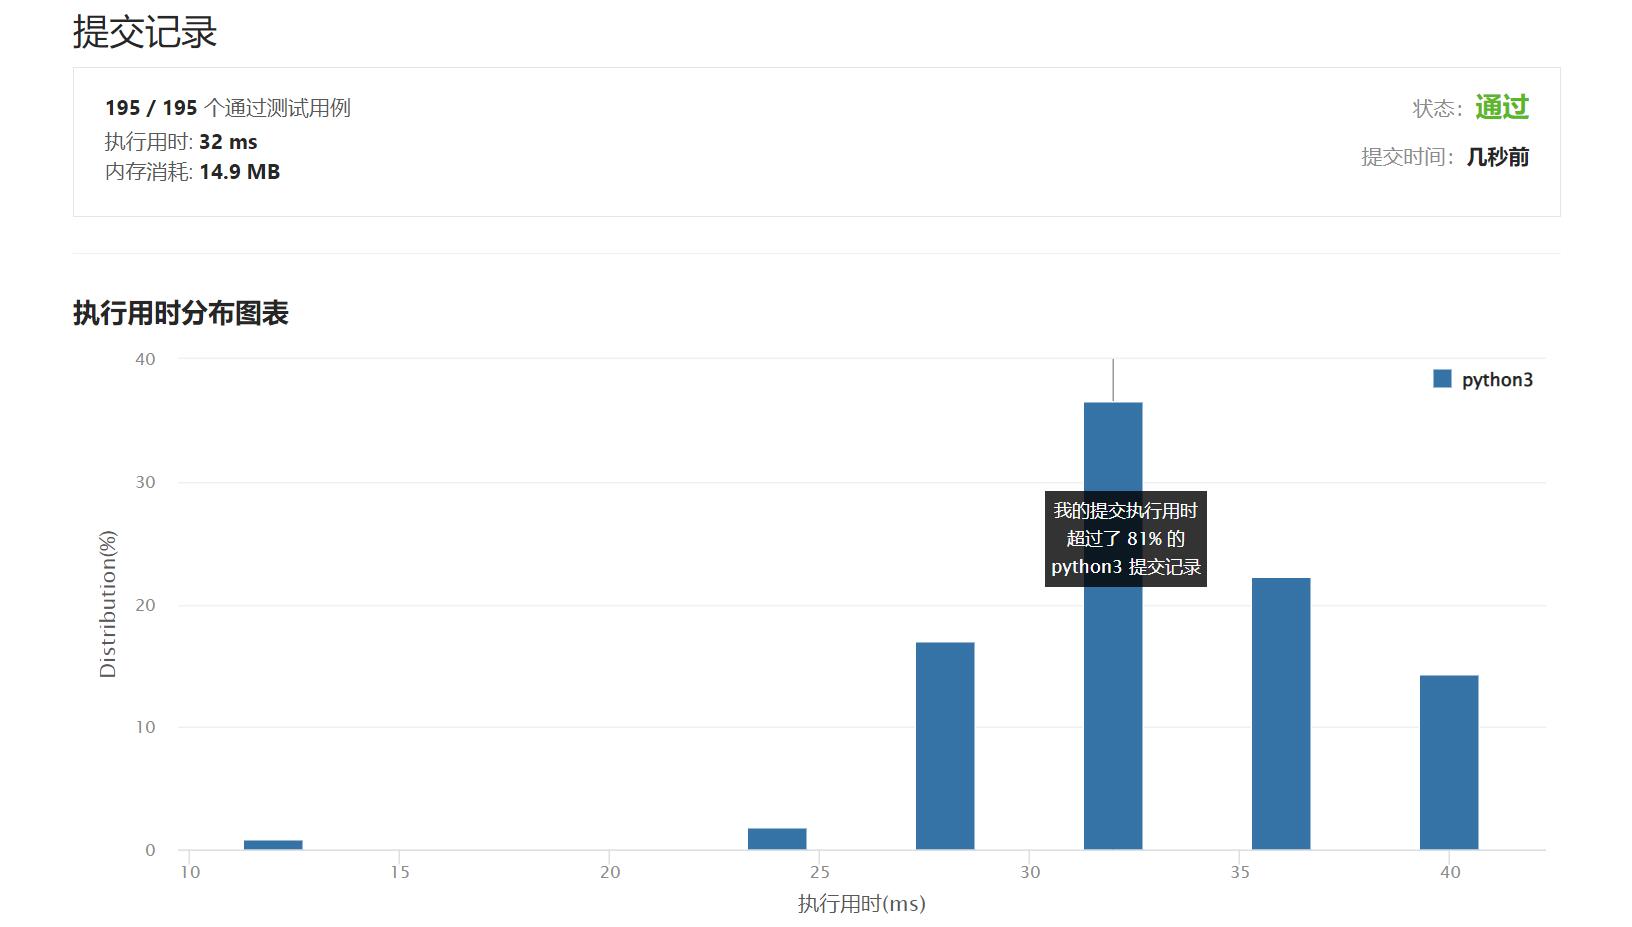 提交记录
195 / 195 个通过测试用例
状态：通过
执行用时: 32 ms
提交时间：几秒前
内存消耗: 14.9 MB
执行用时分布图表
40
python3
30
我的提交执行用时
超过了 81% 的
python3 提交记录
Distribution(%)
20
10
0
10 15 20 25 30 35 40
执行用时(ms)